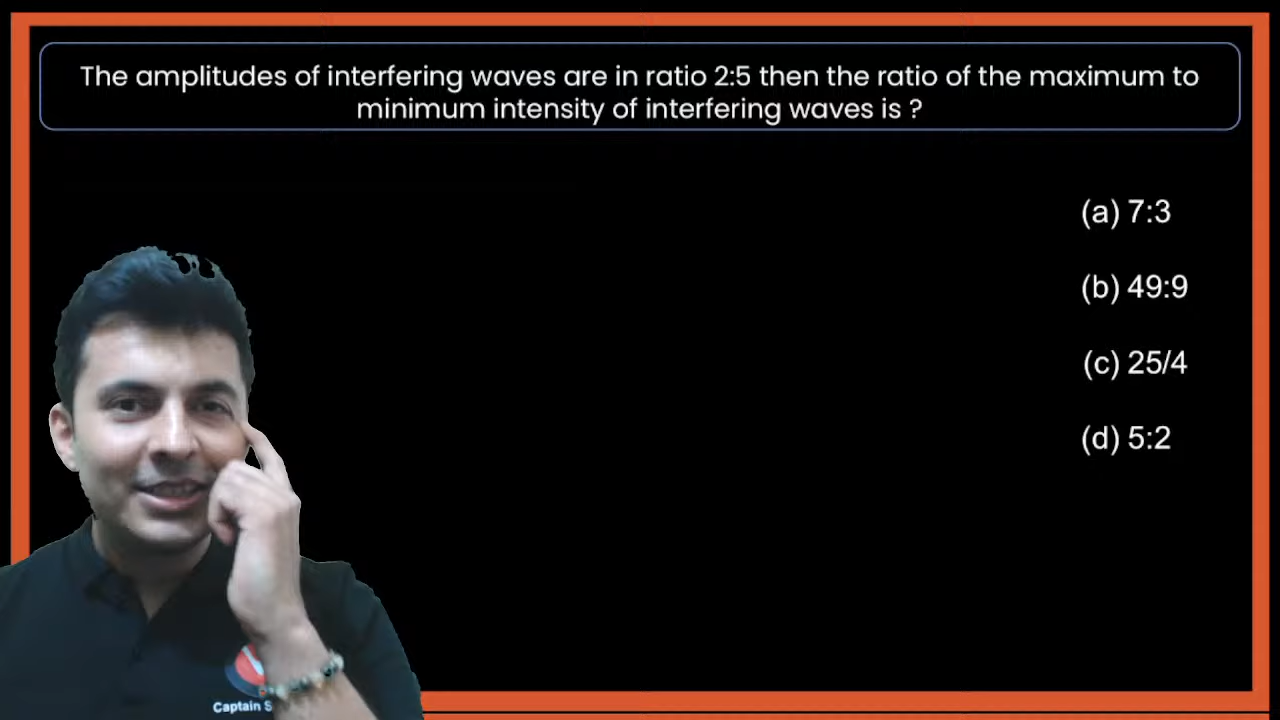 The amplitudes of interfering waves are in ratio 2:5 then the ratio of the maximum to
minimum intensity of interfering waves is ?
(a) 7:3
(b) 49:9
(c) 25/4
(d) 5:2
Captain